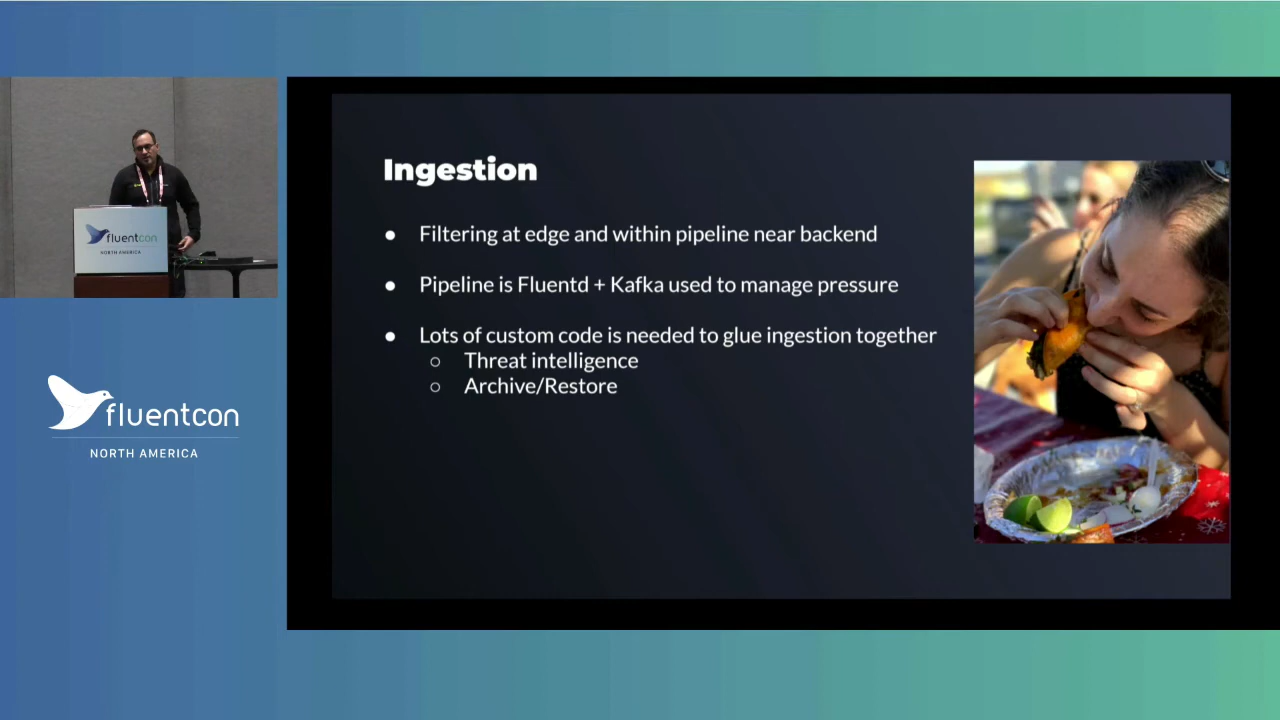 fluentcon
NORTH AMERICA
fluentcon
NORTH AMERICA
Ingestion
● Filtering at edge and within pipeline near backend
● Pipeline is Fluentd + Kafka used to manage pressure
● Lots of custom code is needed to glue ingestion together
○ Threat intelligence
○ Archive/Restore